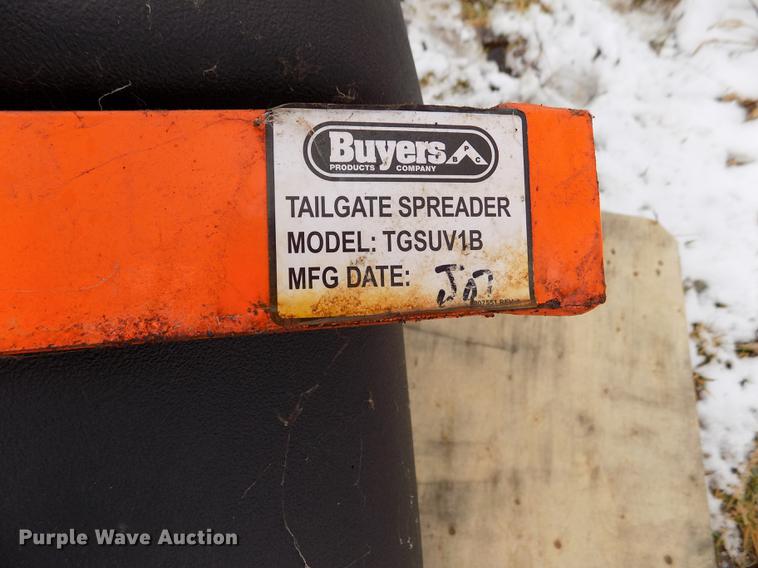 Buyers
PRODUCTS COMPANY
BPC
TAILGATE SPREADER
MODEL: TGSUV1B
MFG DATE:
Purple Wave Auction